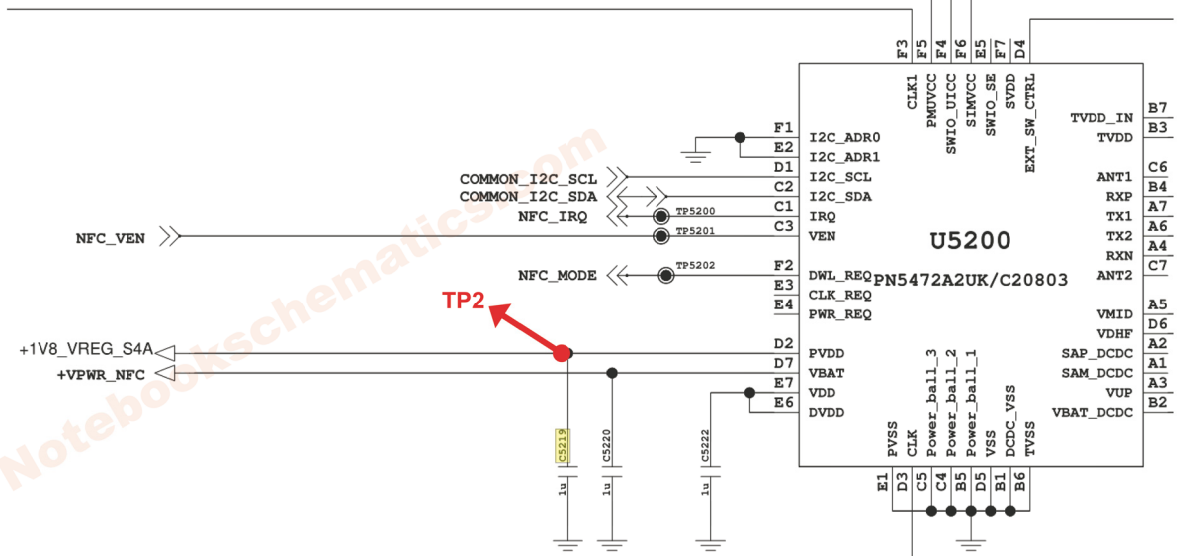 F3
F5
F4
F6
E5
F7
D4
CLK1
PMUVCC
SWIO_UICC
SIMVCC
SWIO_SE
SVDD
EXT_SW_CTRL
F1 I2C_ADR0
E2 I2C_ADR1
COMMON_I2C_SCL D1 I2C_SCL
COMMON_I2C_SDA C2 I2C_SDA
NFC_IRQ TP5200 C1 IRQ
NFC_VEN TP5201 C3 VEN
NFC_MODE TP5202 F2 DWL_REQ
E3 CLK_REQ
E4 PWR_REQ
TP2
+1V8_VREG_S4A D2 PVDD
+VPWR_NFC D7 VBAT
E7 VDD
E6 DVDD
U5200
PN5472A2UK/C20803
TVDD_IN B7
TVDD B3
ANT1 C6
RXP B4
TX1 A7
TX2 A6
RXN A4
ANT2 C7
VMID A5
VDHF D6
SAP_DCDC A2
SAM_DCDC A1
VUP A3
VBAT_DCDC B2
C5219
1u
C5220
1u
C5222
1u
PVSS
CLK
Power_ball_3
Power_ball_2
Power_ball_1
VSS
DCDC_VSS
TVSS
E1
D3
C5
C4
B5
D5
B1
B6
Notebookschematics.com